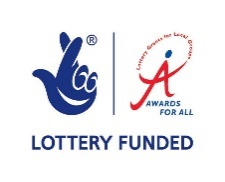 ®
Lottery Grants for Local Groups
AWARDS
FOR ALL
LOTTERY FUNDED